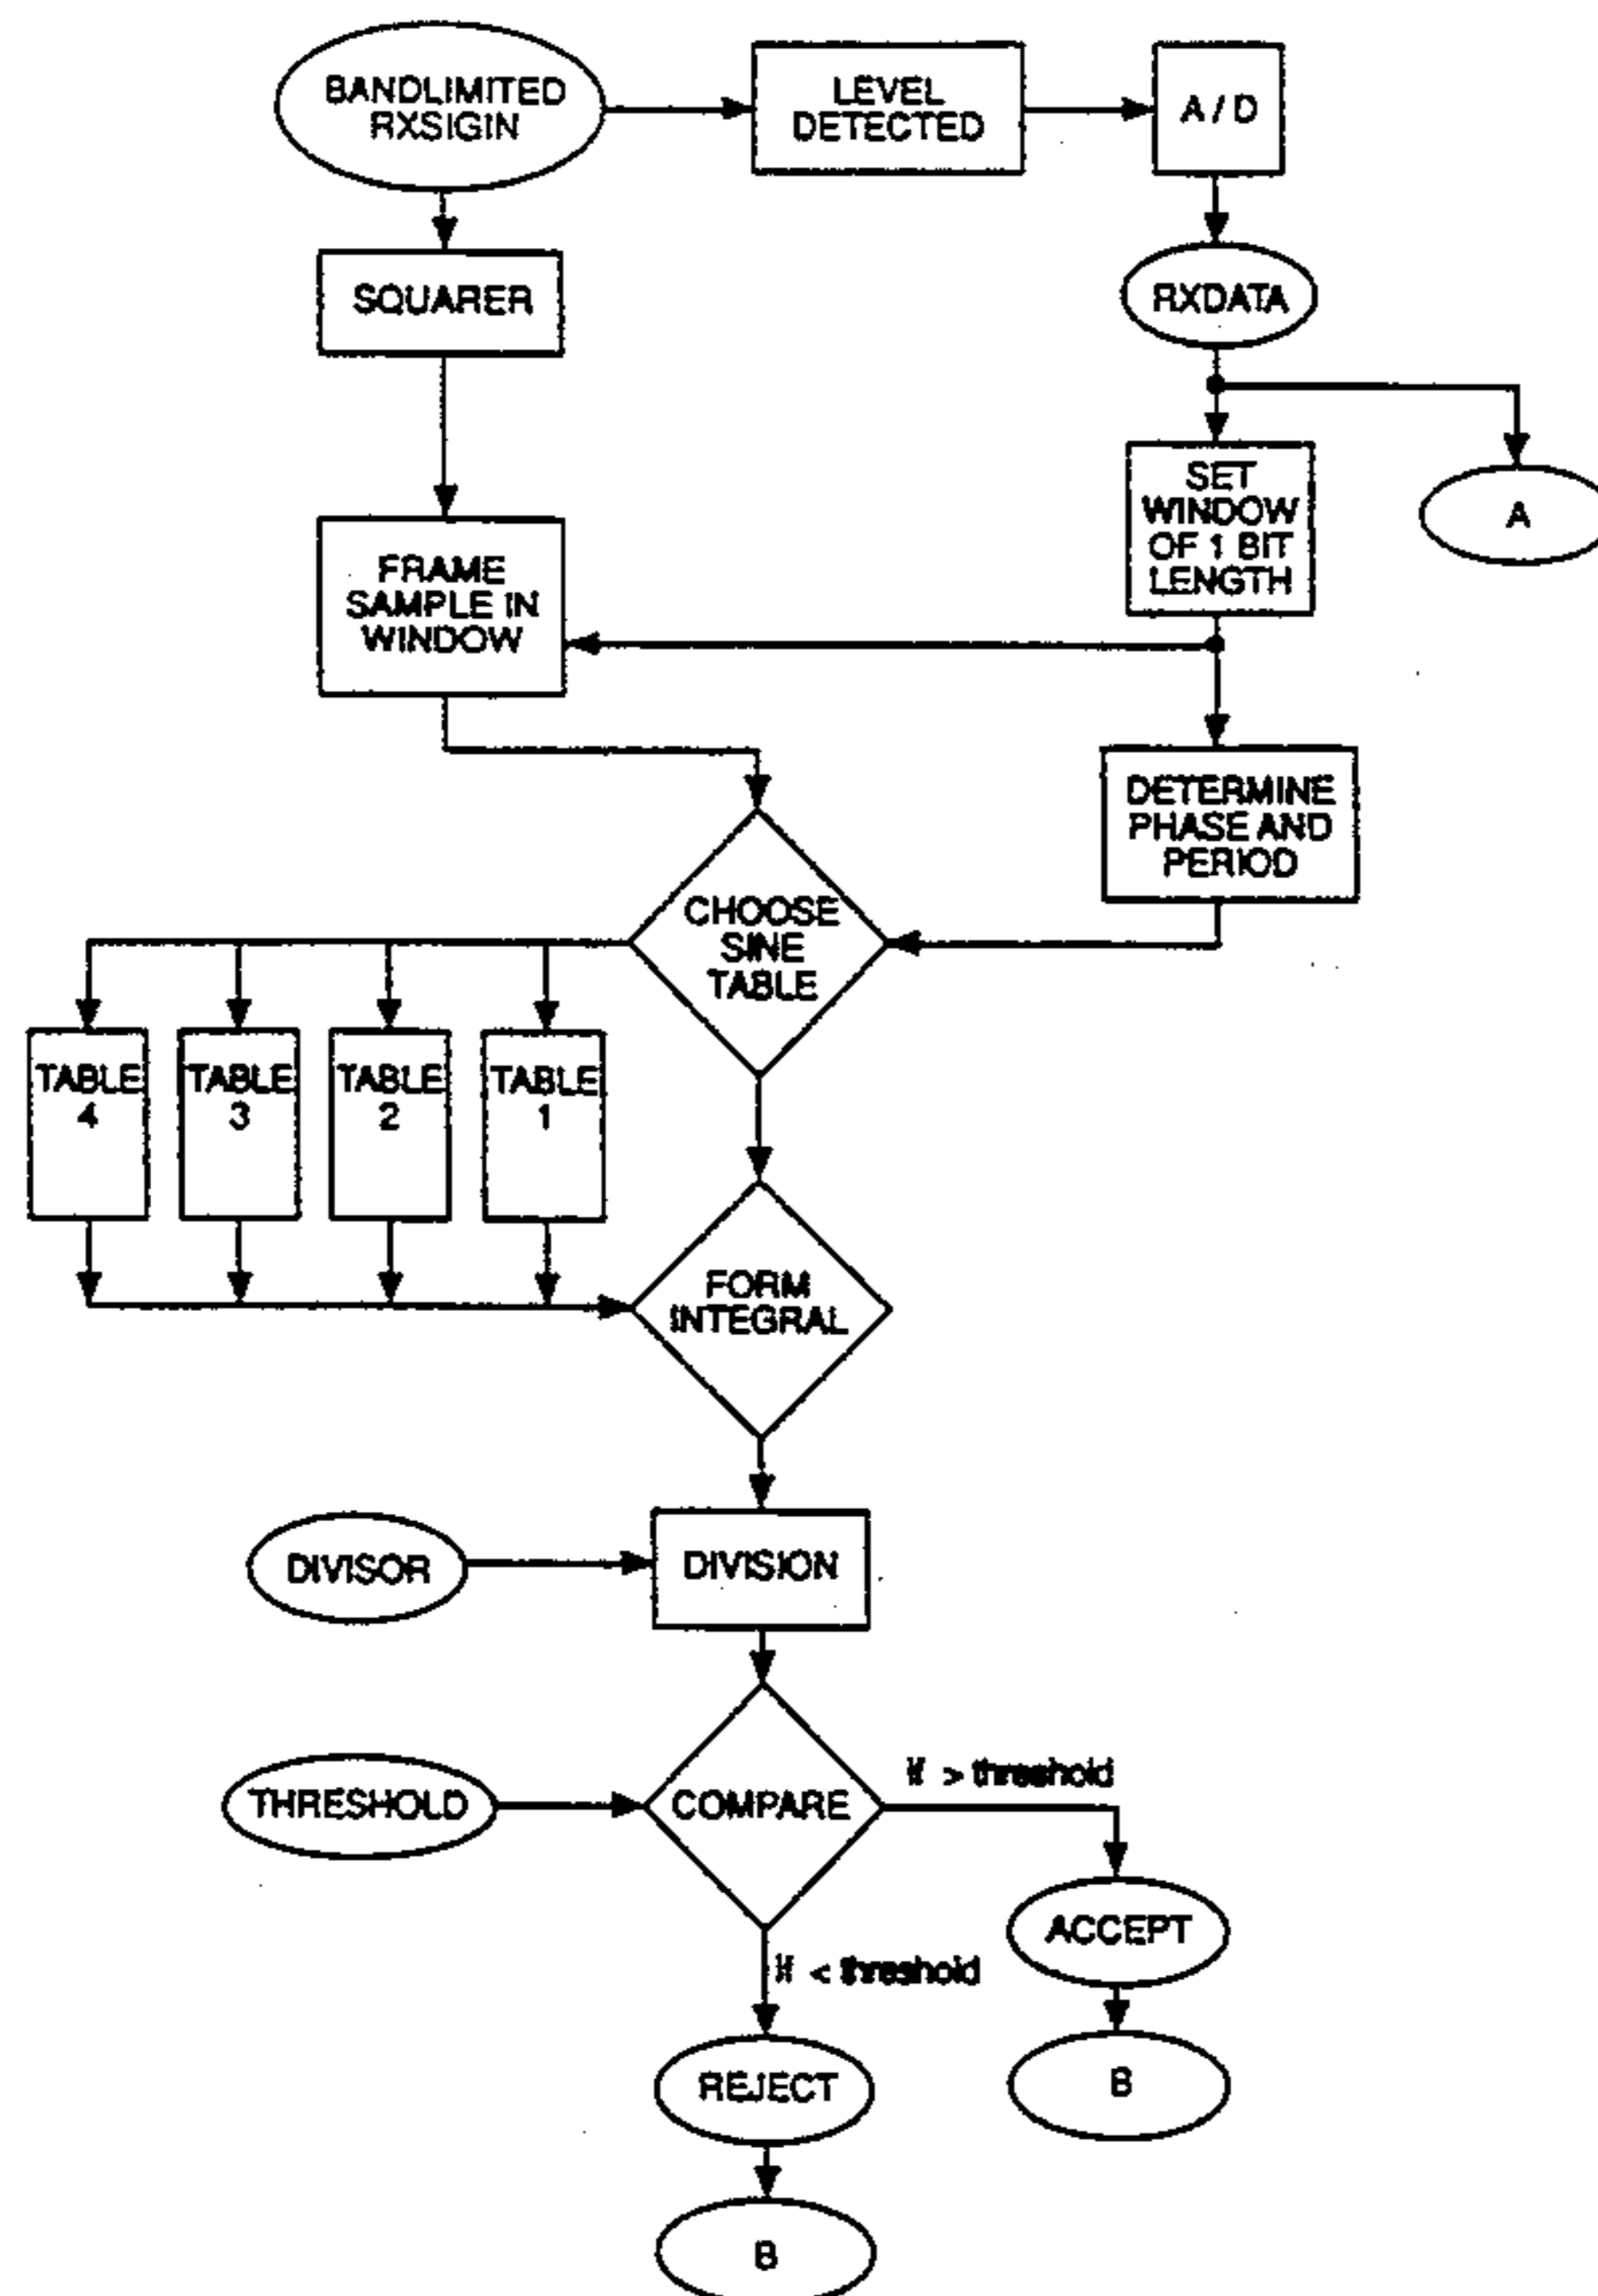 BANDLIMITED
RXSIGIN
LEVEL
DETECTED
A / D
SQUARER
RXDATA
SET
WINDOW
OF 1 BIT
LENGTH
A
FRAME
SAMPLE IN
WINDOW
DETERMINE
PHASE AND
PERIOD
CHOOSE
SINE
TABLE
TABLE
4
TABLE
3
TABLE
2
TABLE
1
FORM
INTEGRAL
DIVISOR
DIVISION
THRESHOLD
COMPARE
if > threshold
ACCEPT
if < threshold
B
REJECT
B